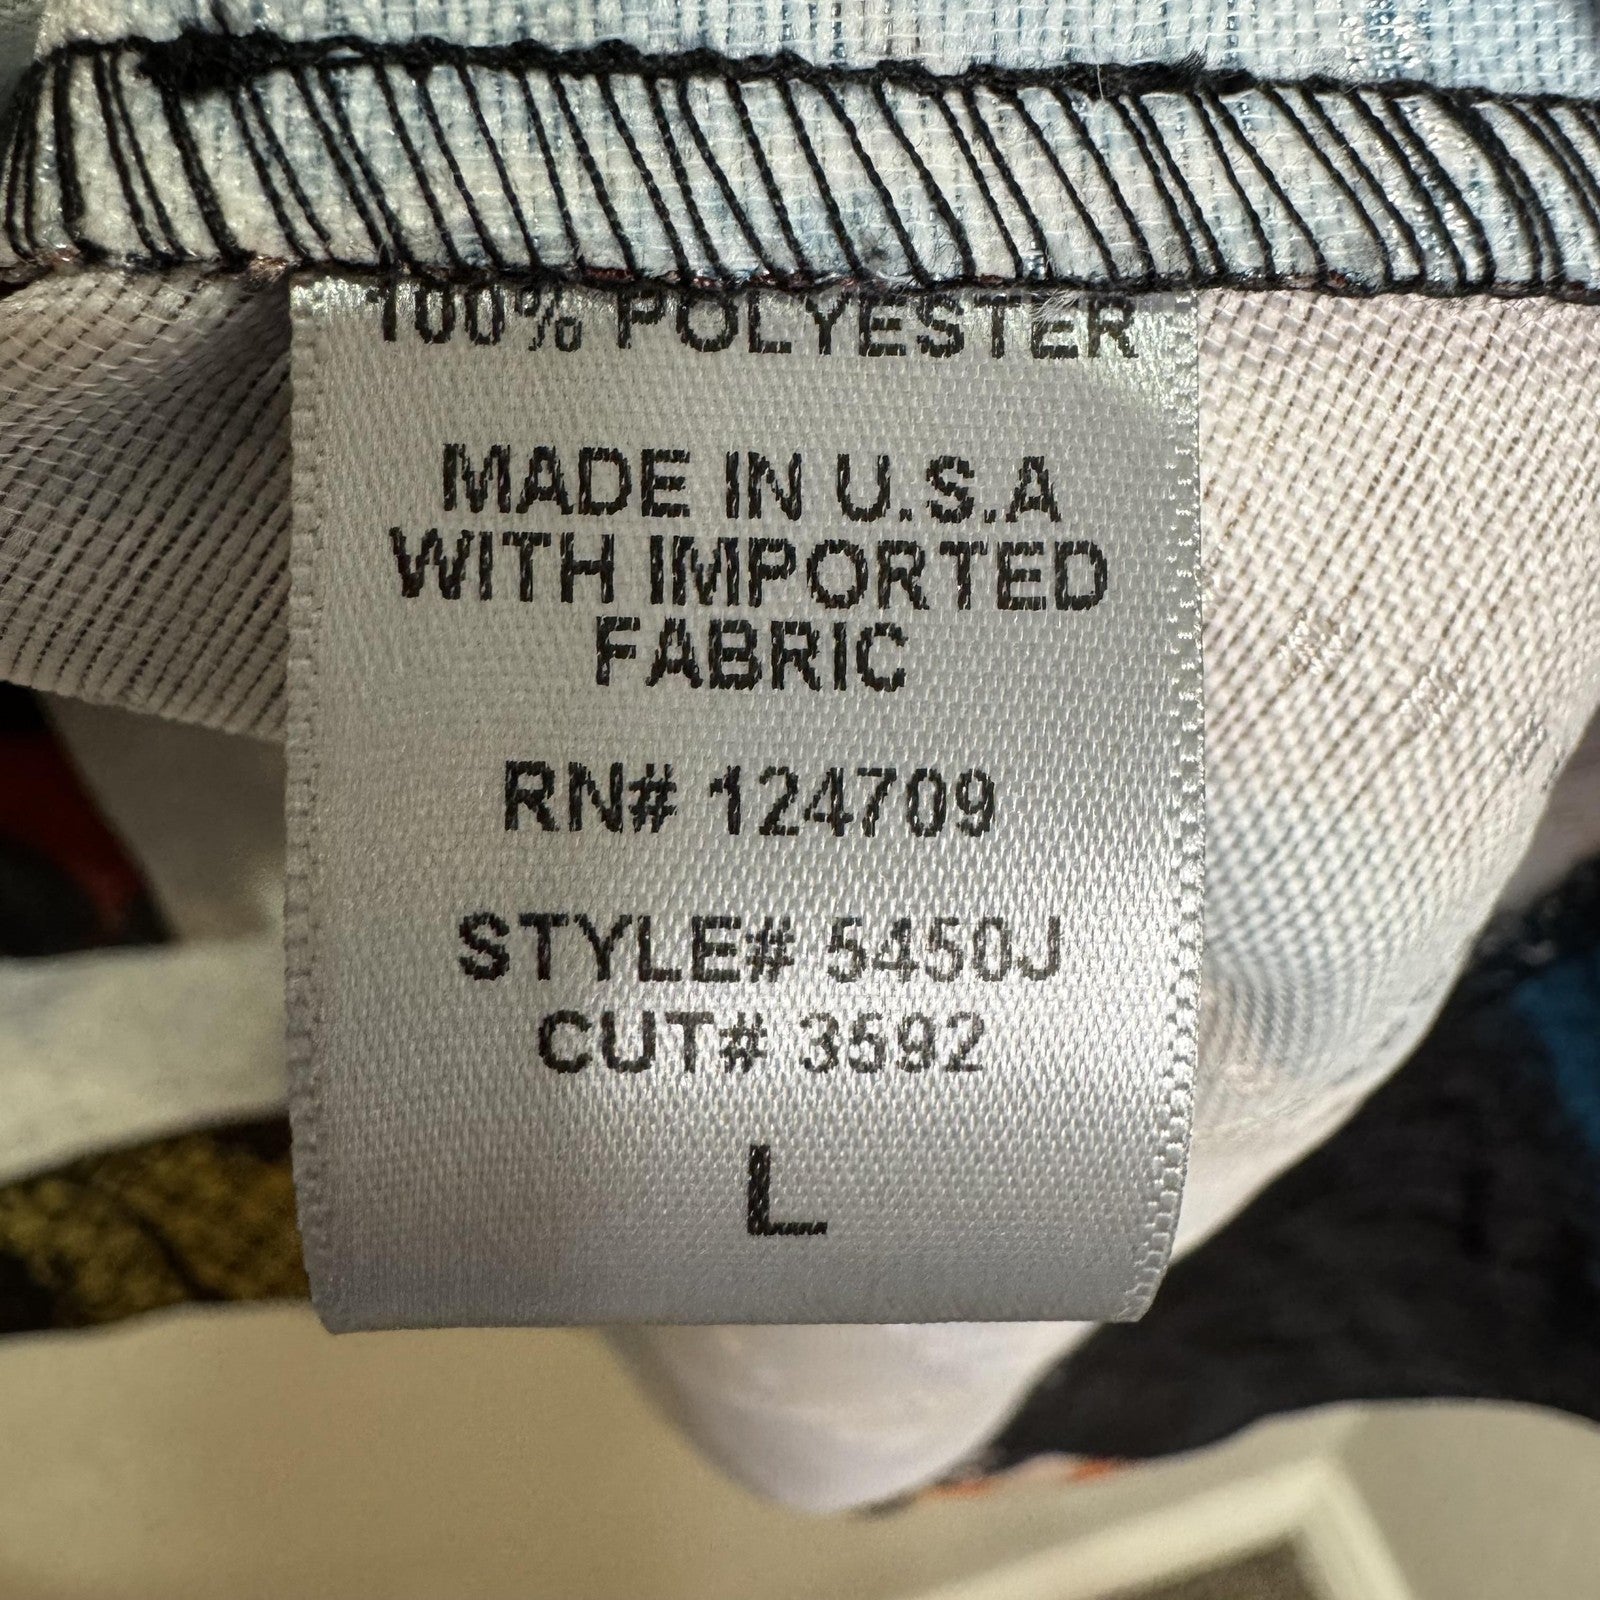 100% POLYESTER
MADE IN U.S.A
WITH IMPORTED
FABRIC
RN# 124709
STYLE# 5450J
CUT# 3592
L